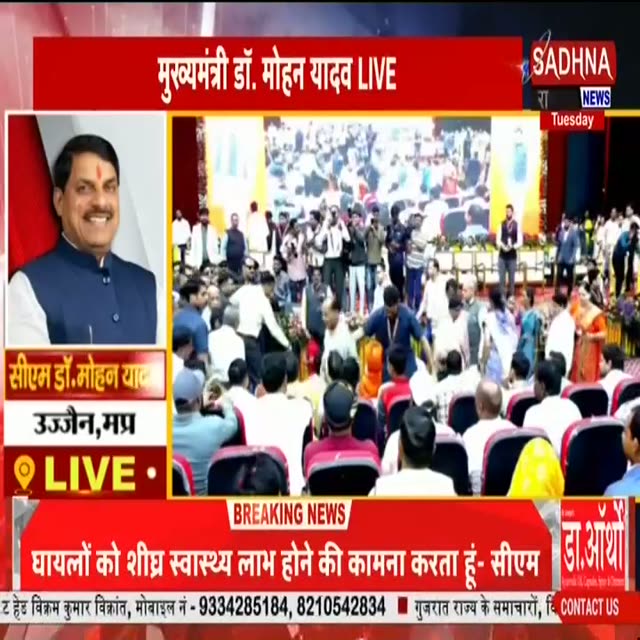 मुख्यमंत्री डॉ. मोहन यादव LIVE
SADHNA
रा
NEWS
Tuesday
सीएम डॉ. मोहन याद
उज्जैन, मप्र
LIVE
BREAKING NEWS
घायलों को शीघ्र स्वास्थ्य लाभ होने की कामना करता हूं- सीएम
डा. ऑर्थो
CONTACT US
ट हेड विक्रम कुमार विक्रांत, मोबाइल नं - 9334285184, 8210542834
गुजरात राज्य के समाचारों, वि